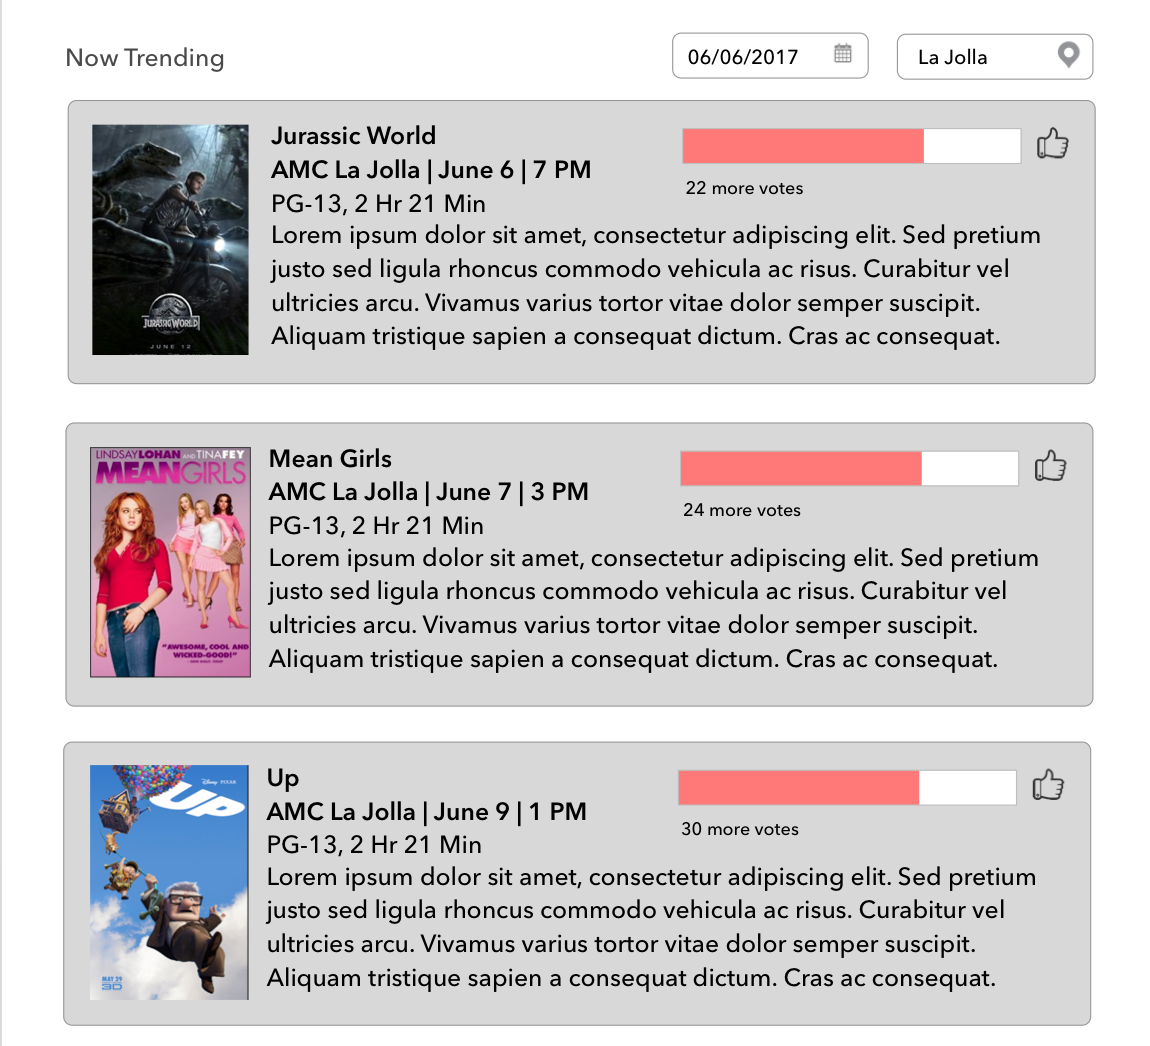 Now Trending
06/06/2017
La Jolla
Jurassic World
AMC La Jolla | June 6 | 7 PM
PG-13, 2 Hr 21 Min
22 more votes
Lorem ipsum dolor sit amet, consectetur adipiscing elit. Sed pretium
justo sed ligula rhoncus commodo vehicula ac risus. Curabitur vel
ultricies arcu. Vivamus varius tortor vitae dolor semper suscipit.
Aliquam tristique sapien a consequat dictum. Cras ac consequat.
JURASSIC WORLD
JUNE 12
Mean Girls
AMC La Jolla | June 7 | 3 PM
PG-13, 2 Hr 21 Min
24 more votes
Lorem ipsum dolor sit amet, consectetur adipiscing elit. Sed pretium
justo sed ligula rhoncus commodo vehicula ac risus. Curabitur vel
ultricies arcu. Vivamus varius tortor vitae dolor semper suscipit.
Aliquam tristique sapien a consequat dictum. Cras ac consequat.
LINDSAY LOHAN AND TINA FEY
MEAN GIRLS
"AWESOME, COOL AND
WICKED-GOOD!"
Up
AMC La Jolla | June 9 | 1 PM
PG-13, 2 Hr 21 Min
30 more votes
Lorem ipsum dolor sit amet, consectetur adipiscing elit. Sed pretium
justo sed ligula rhoncus commodo vehicula ac risus. Curabitur vel
ultricies arcu. Vivamus varius tortor vitae dolor semper suscipit.
Aliquam tristique sapien a consequat dictum. Cras ac consequat.
Disney PIXAR
UP
MAY 29
3D